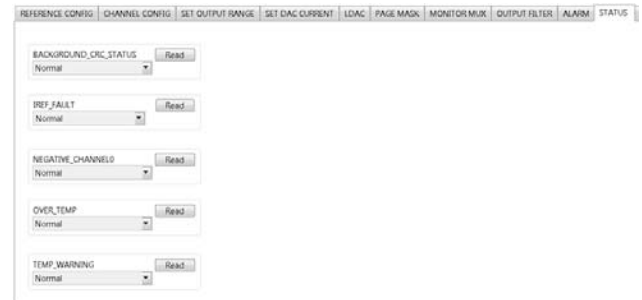 REFERENCE CONFIG CHANNEL CONFIG SET OUTPUT RANGE SET DAC CURRENT LDAC PAGE MASK MONITOR MUX OUTPUT FILTER ALARM STATUS
BACKGROUND_CRC_STATUS Read
Normal
IREF_FAULT Read
Normal
NEGATIVE_CHANNEL0 Read
Normal
OVER_TEMP Read
Normal
TEMP_WARNING Read
Normal